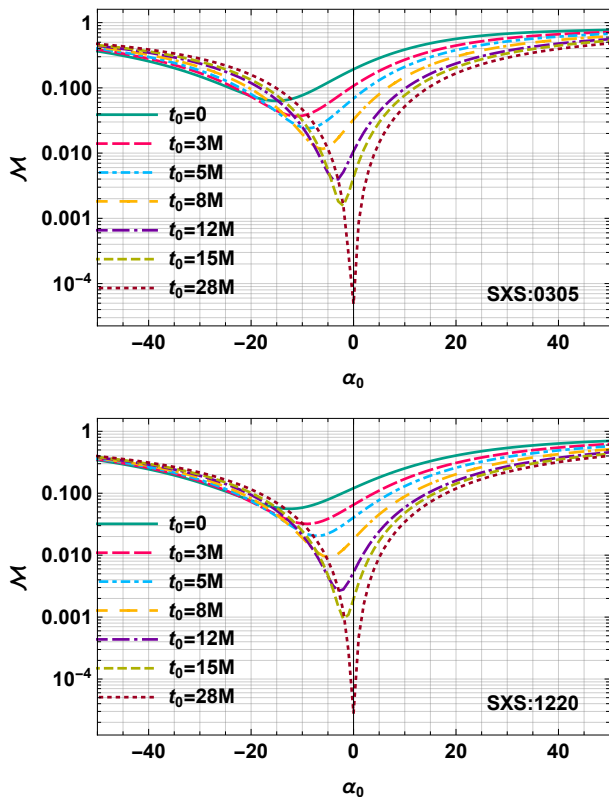 1
0.100
0.010
0.001
10⁻⁴
ℳ
t₀=0
t₀=3M
t₀=5M
t₀=8M
t₀=12M
t₀=15M
t₀=28M
SXS:0305
−40 −20 0 20 40
α₀
1
0.100
0.010
0.001
10⁻⁴
ℳ
t₀=0
t₀=3M
t₀=5M
t₀=8M
t₀=12M
t₀=15M
t₀=28M
SXS:1220
−40 −20 0 20 40
α₀